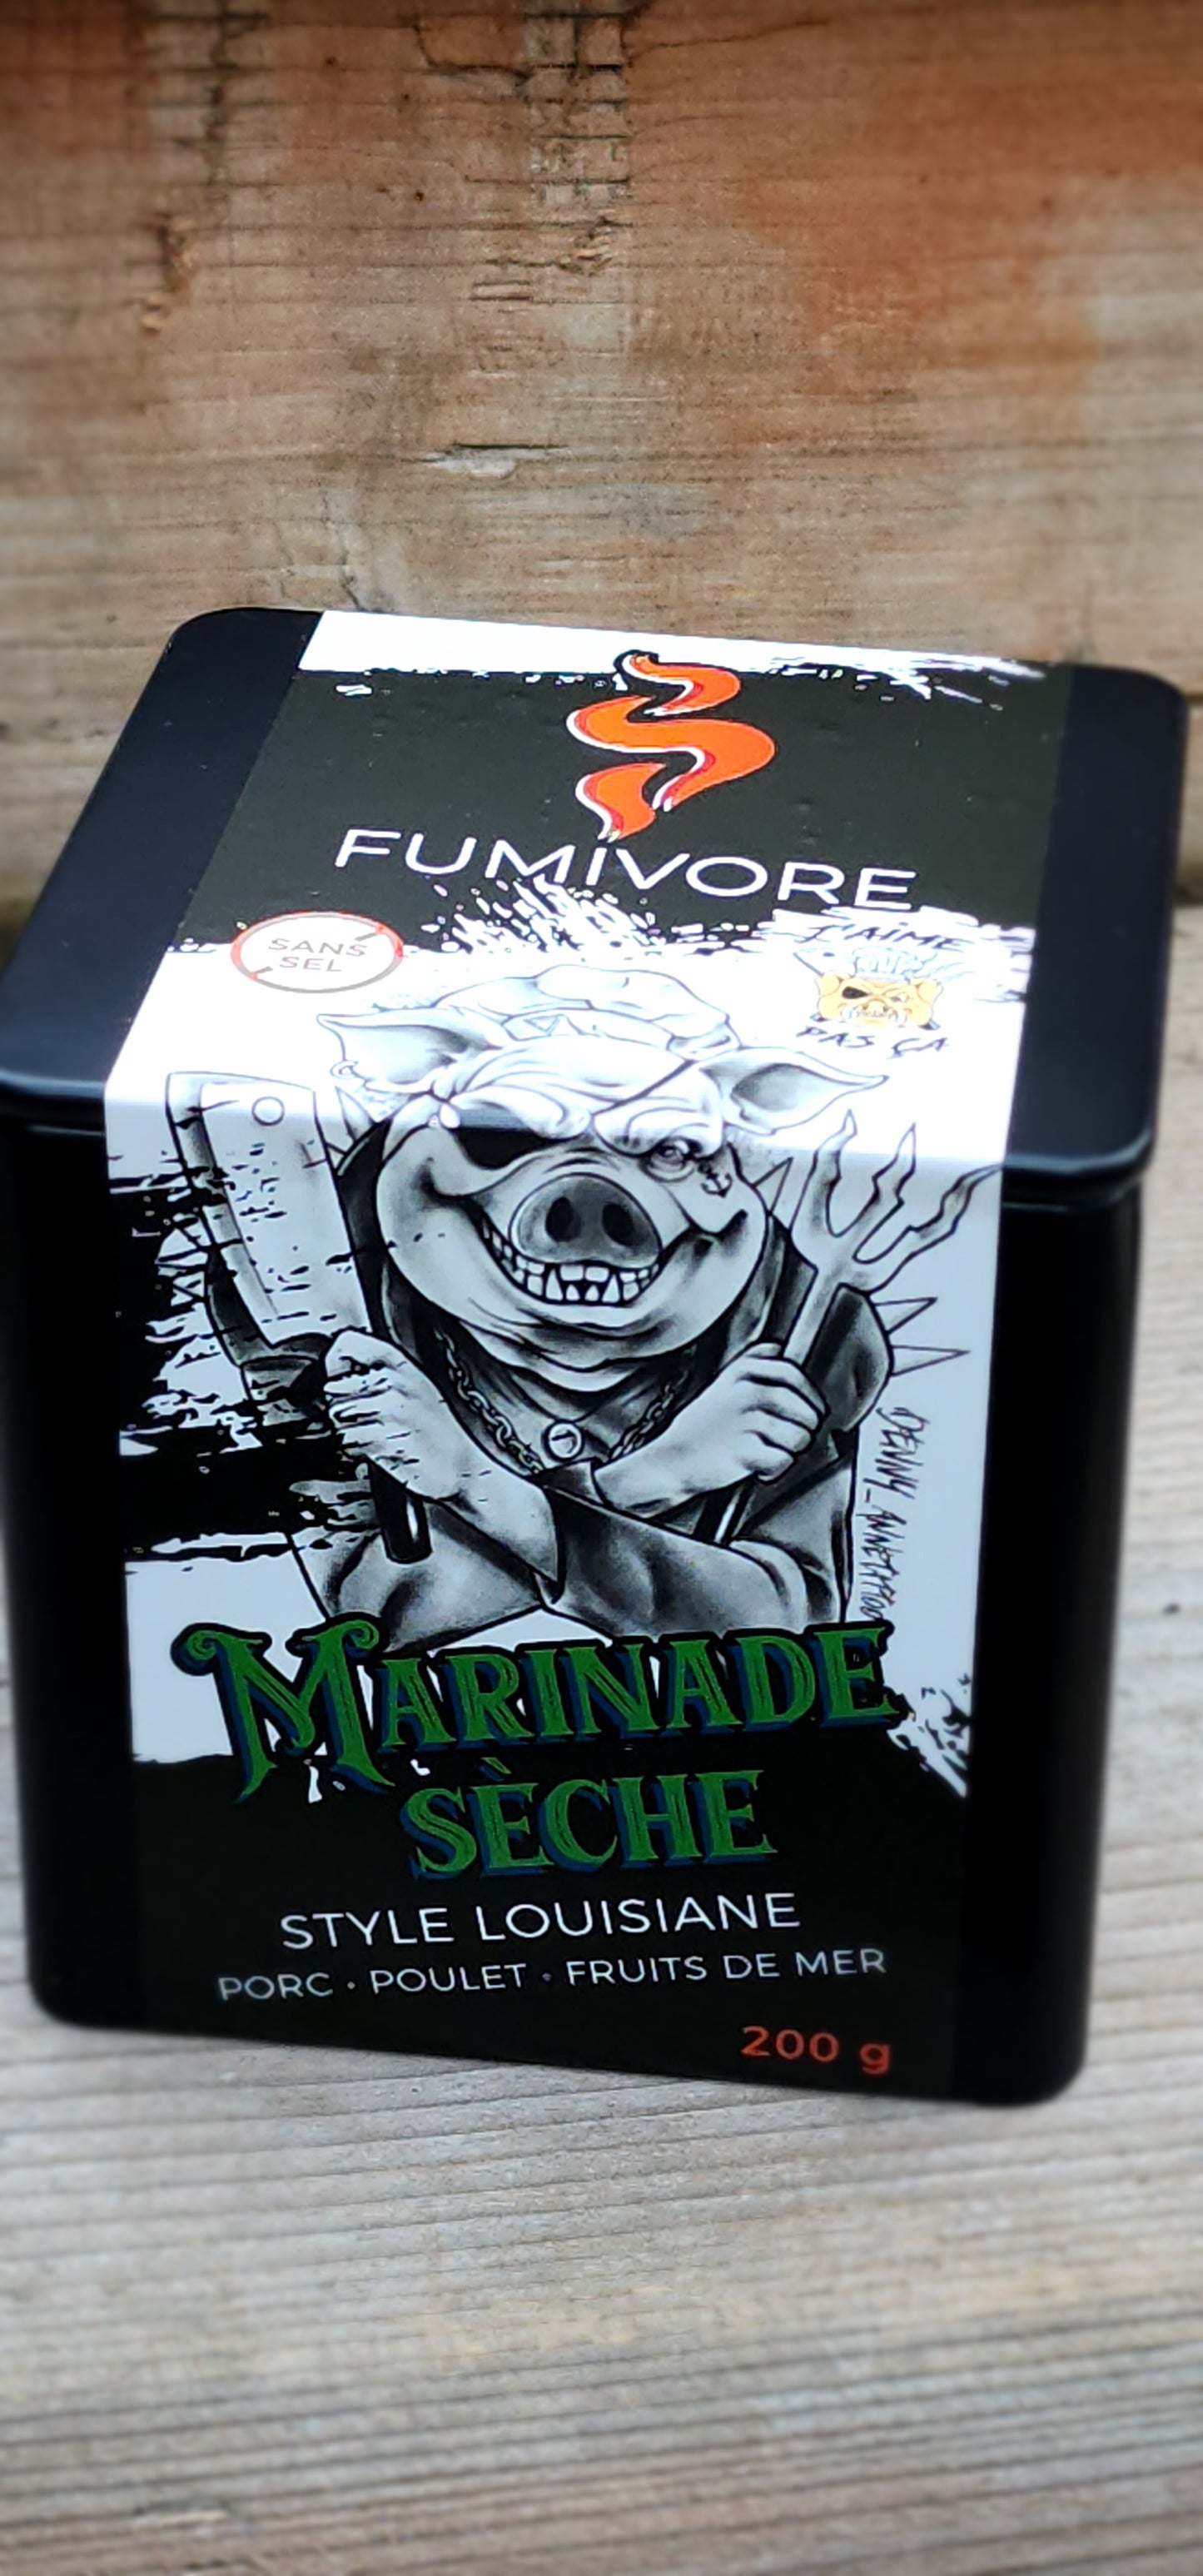 FUMIVORE
SANS
SEL
J'AIME
PAS ÇA
MARINADE
SÈCHE
STYLE LOUISIANE
PORC • POULET • FRUITS DE MER
200 g